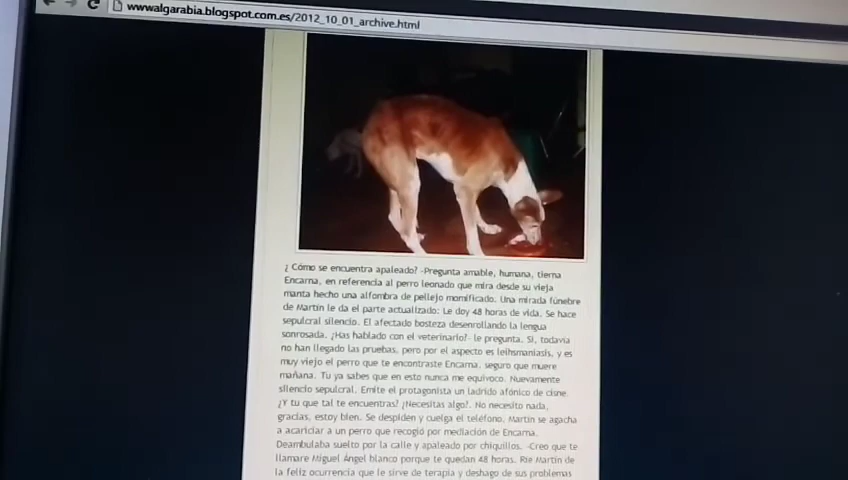 wwwalgarabia.blogspot.com.es/2012_10_01_archive.html
¿ Cómo se encuentra apaleado? -Pregunta amable, humana, tierna
Encarna, en referencia al perro leonado que mira desde su vieja
manta hecho una alfombra de pellejo momificado. Una mirada fúnebre
de Martín le da el parte actualizado: Le doy 48 horas de vida. Se hace
sepulcral silencio. El afectado bosteza desenrollando la lengua
sonrosada. ¿Has hablado con el veterinario?- le pregunta. Si, todavía
no han llegado las pruebas, pero por el aspecto es leihsmaniasis, y es
muy viejo el perro que te encontraste Encarna, seguro que muere
mañana. Tu ya sabes que en esto nunca me equivoco. Nuevamente
silencio sepulcral. Emite el protagonista un ladrido afónico de cisne.
¿Y tu que tal te encuentras? ¿Necesitas algo?. No necesito nada,
gracias, estoy bien. Se despiden y cuelga el teléfono, Martín se agacha
a acariciar a un perro que recogió por mediación de Encarna.
Deambulaba suelto por la calle y apaleado por chiquillos. -Creo que te
llamare Miguel Ángel blanco porque te quedan 48 horas. Rie Martín de
la feliz ocurrencia que le sirve de terapia y deshago de sus problemas